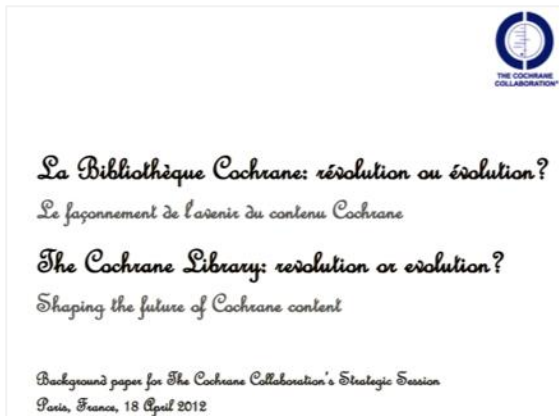 THE COCHRANE
COLLABORATION®
La Bibliothèque Cochrane: révolution ou évolution?
Le façonnement de l'avenir du contenu Cochrane
The Cochrane Library: revolution or evolution?
Shaping the future of Cochrane content
Background paper for The Cochrane Collaboration's Strategic Session
Paris, France, 18 April 2012